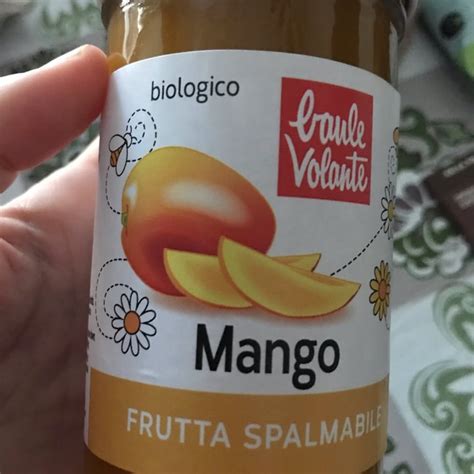 biologico
baule
volante
Mango
FRUTTA SPALMABILE